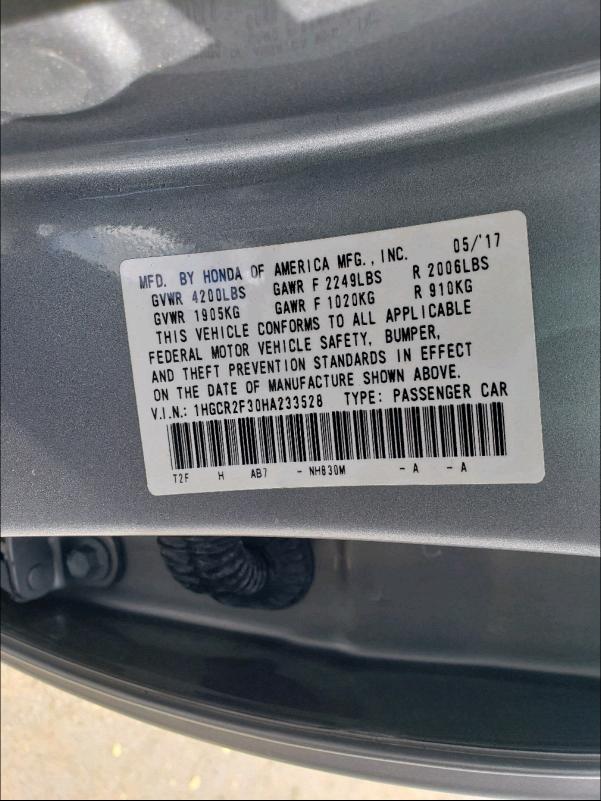 MFD. BY HONDA OF AMERICA MFG., INC. 05/'17
GVWR 4200LBS GAWR F 2249LBS R 2006LBS
GVWR 1905KG GAWR F 1020KG R 910KG
THIS VEHICLE CONFORMS TO ALL APPLICABLE
FEDERAL MOTOR VEHICLE SAFETY, BUMPER,
AND THEFT PREVENTION STANDARDS IN EFFECT
ON THE DATE OF MANUFACTURE SHOWN ABOVE.
V.I.N.: 1HGCR2F30HA233528 TYPE: PASSENGER CAR
T2F H AB7 - NH830M - A - A